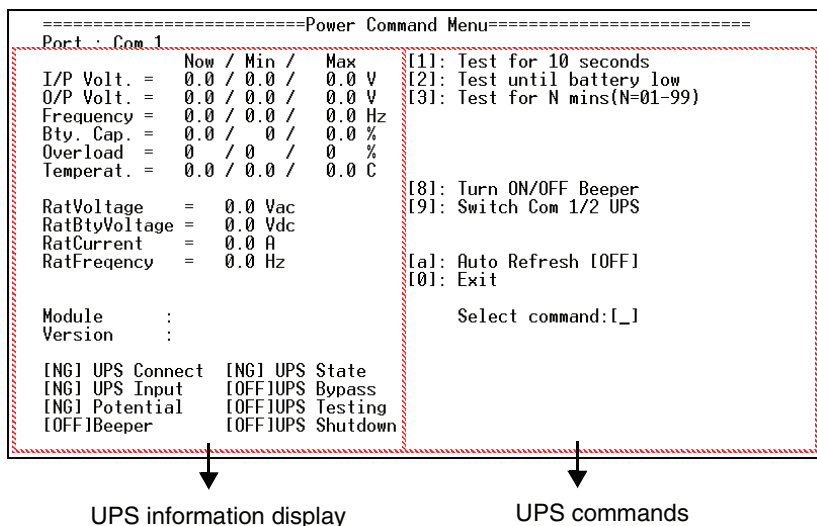 ==========================Power Command Menu==========================
Port : Com 1
Now / Min / Max
I/P Volt. = 0.0 / 0.0 / 0.0 V
O/P Volt. = 0.0 / 0.0 / 0.0 V
Frequency = 0.0 / 0.0 / 0.0 Hz
Bty. Cap. = 0.0 / 0 / 0.0 %
Overload = 0 / 0 / 0 %
Temperat. = 0.0 / 0.0 / 0.0 C
RatVoltage = 0.0 Vac
RatBtyVoltage = 0.0 Vdc
RatCurrent = 0.0 A
RatFreqency = 0.0 Hz
Module :
Version :
[NG] UPS Connect [NG] UPS State
[NG] UPS Input [OFF]UPS Bypass
[NG] Potential [OFF]UPS Testing
[OFF]Beeper [OFF]UPS Shutdown
[1]: Test for 10 seconds
[2]: Test until battery low
[3]: Test for N mins(N=01-99)
[8]: Turn ON/OFF Beeper
[9]: Switch Com 1/2 UPS
[a]: Auto Refresh [OFF]
[0]: Exit
Select command:[_]
UPS information display
UPS commands